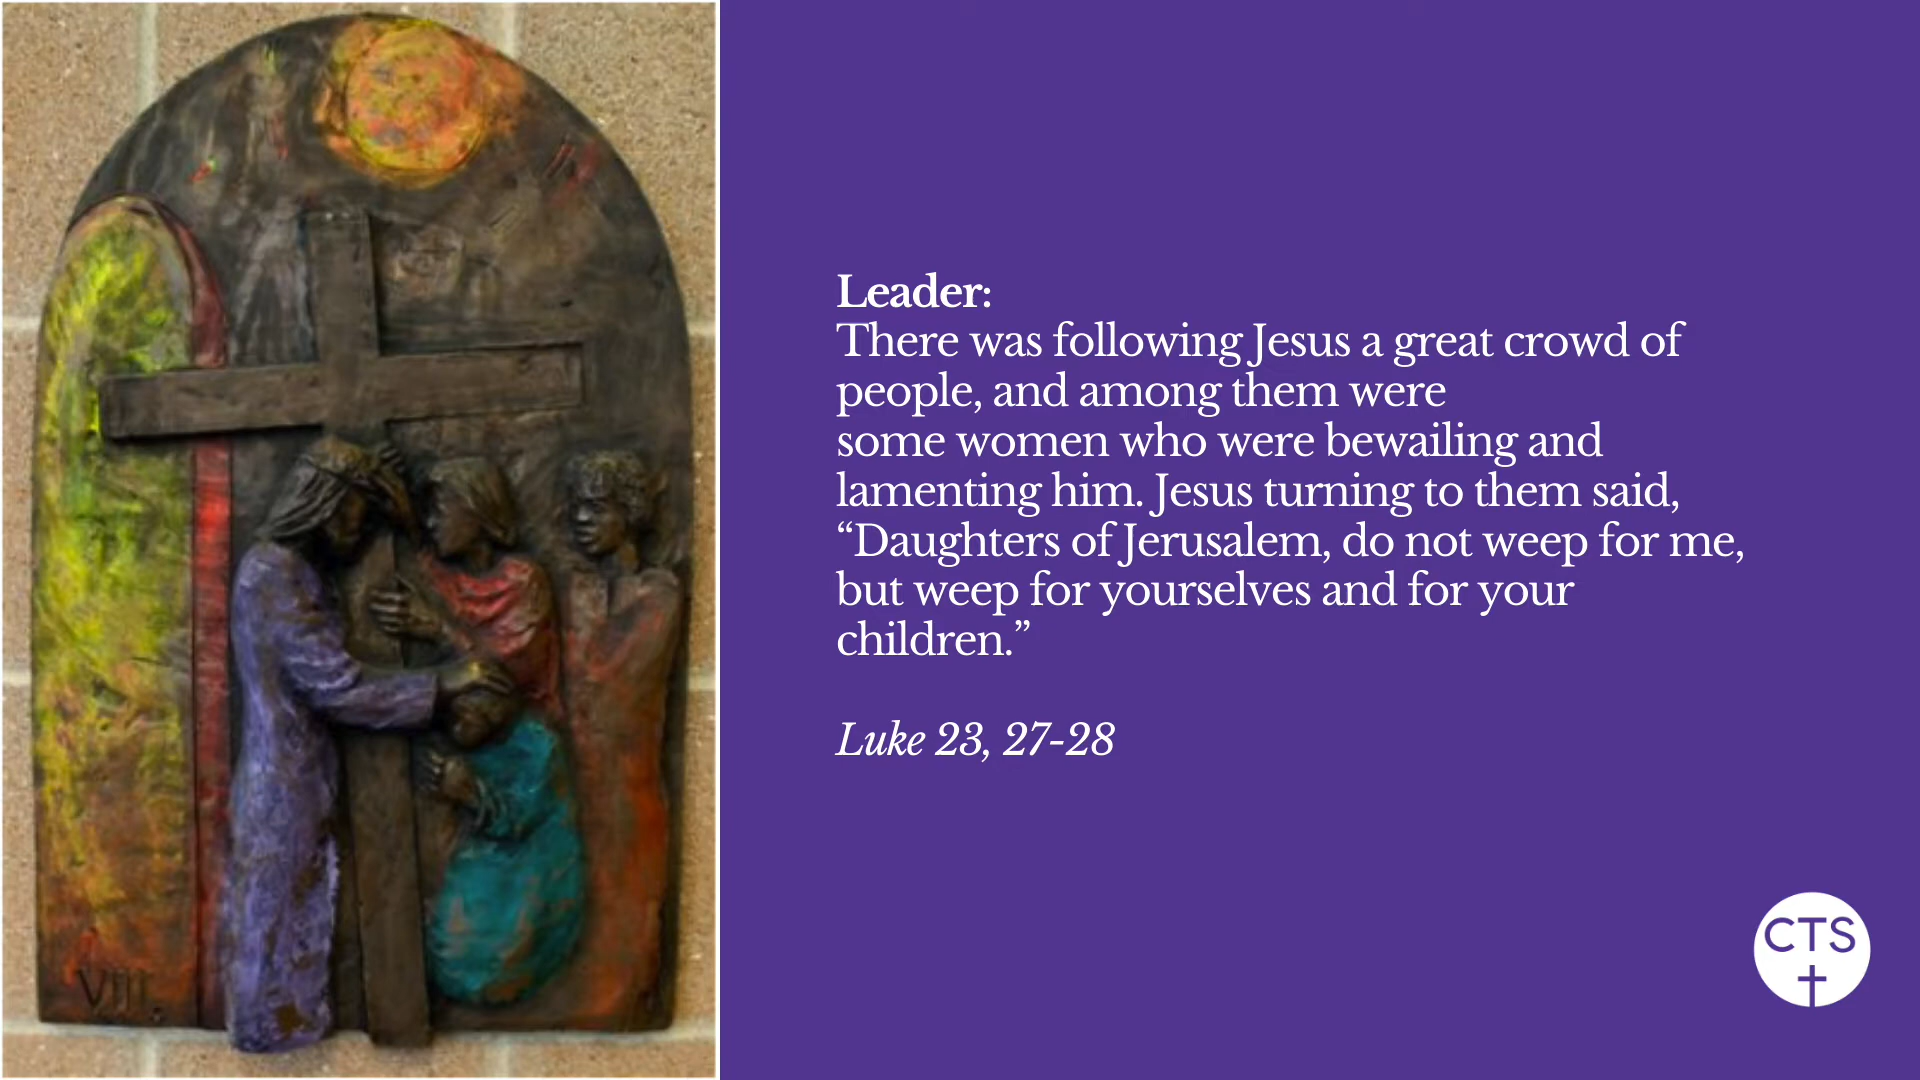 VIII.
Leader:
There was following Jesus a great crowd of
people, and among them were
some women who were bewailing and
lamenting him. Jesus turning to them said,
“Daughters of Jerusalem, do not weep for me,
but weep for yourselves and for your
children.”
Luke 23, 27-28
CTS